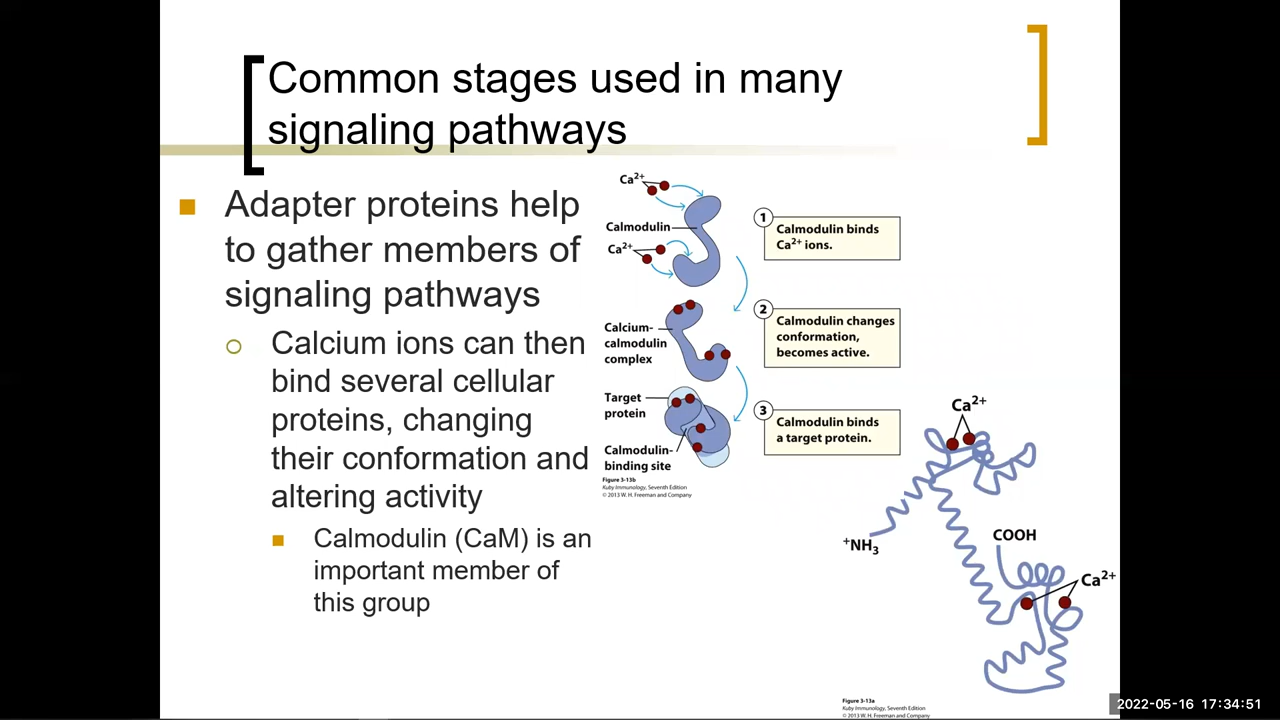 Common stages used in many
signaling pathways
Adapter proteins help
to gather members of
signaling pathways
Calcium ions can then
bind several cellular
proteins, changing
their conformation and
altering activity
Calmodulin (CaM) is an
important member of
this group
Ca²⁺
Calmodulin
Ca²⁺
1
Calmodulin binds
Ca²⁺ ions.
2
Calmodulin changes
conformation,
becomes active.
Calcium-
calmodulin
complex
3
Calmodulin binds
a target protein.
Target
protein
Calmodulin-
binding site
Figure 3-13b
Kuby Immunology, Seventh Edition
© 2013 W. H. Freeman and Company
Ca²⁺
⁺NH₃
COOH
Ca²⁺
Figure 3-13a
Kuby Immunology, Seventh Edition
© 2013 W. H. Freeman and Company
2022-05-16 17:34:51